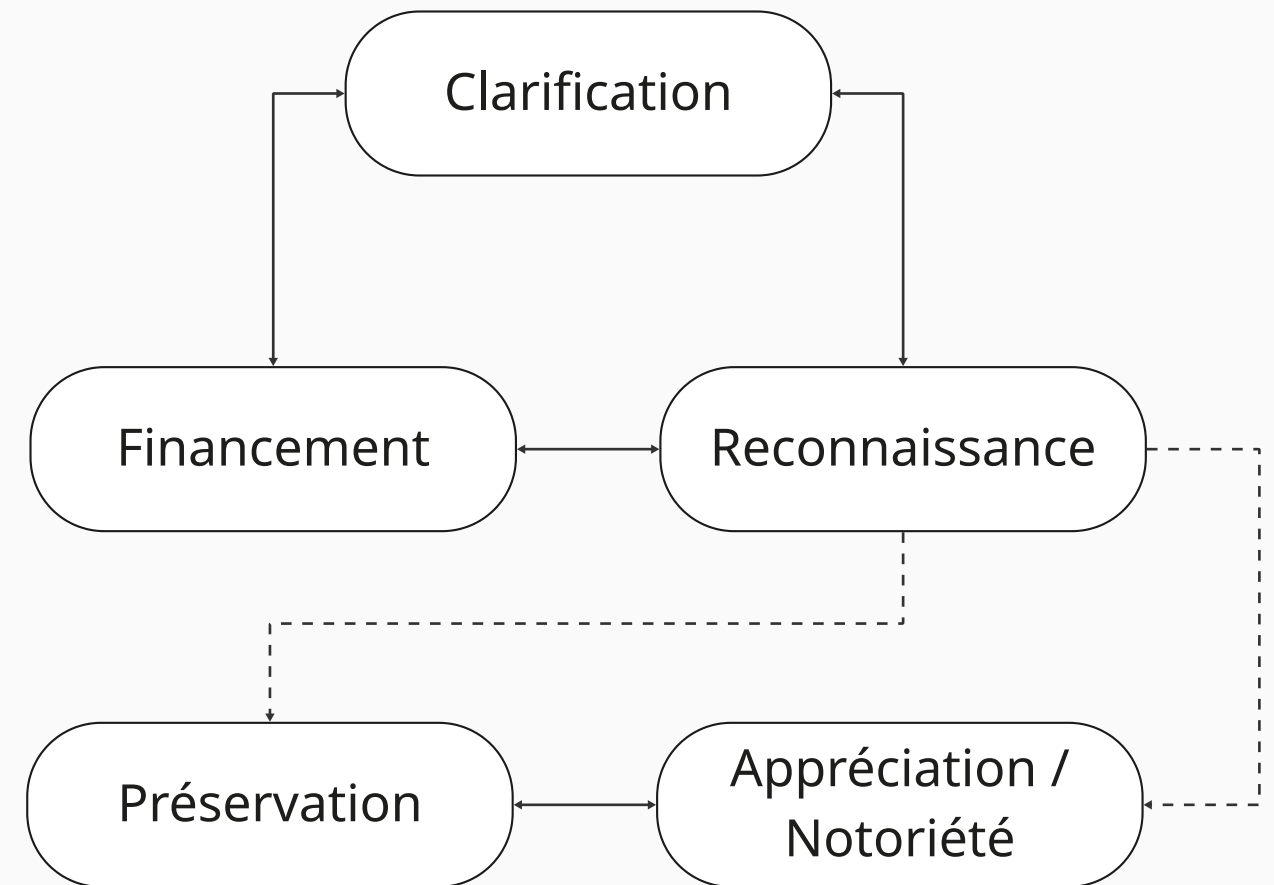 Clarification
Financement
Reconnaissance
Préservation
Appréciation /
Notoriété